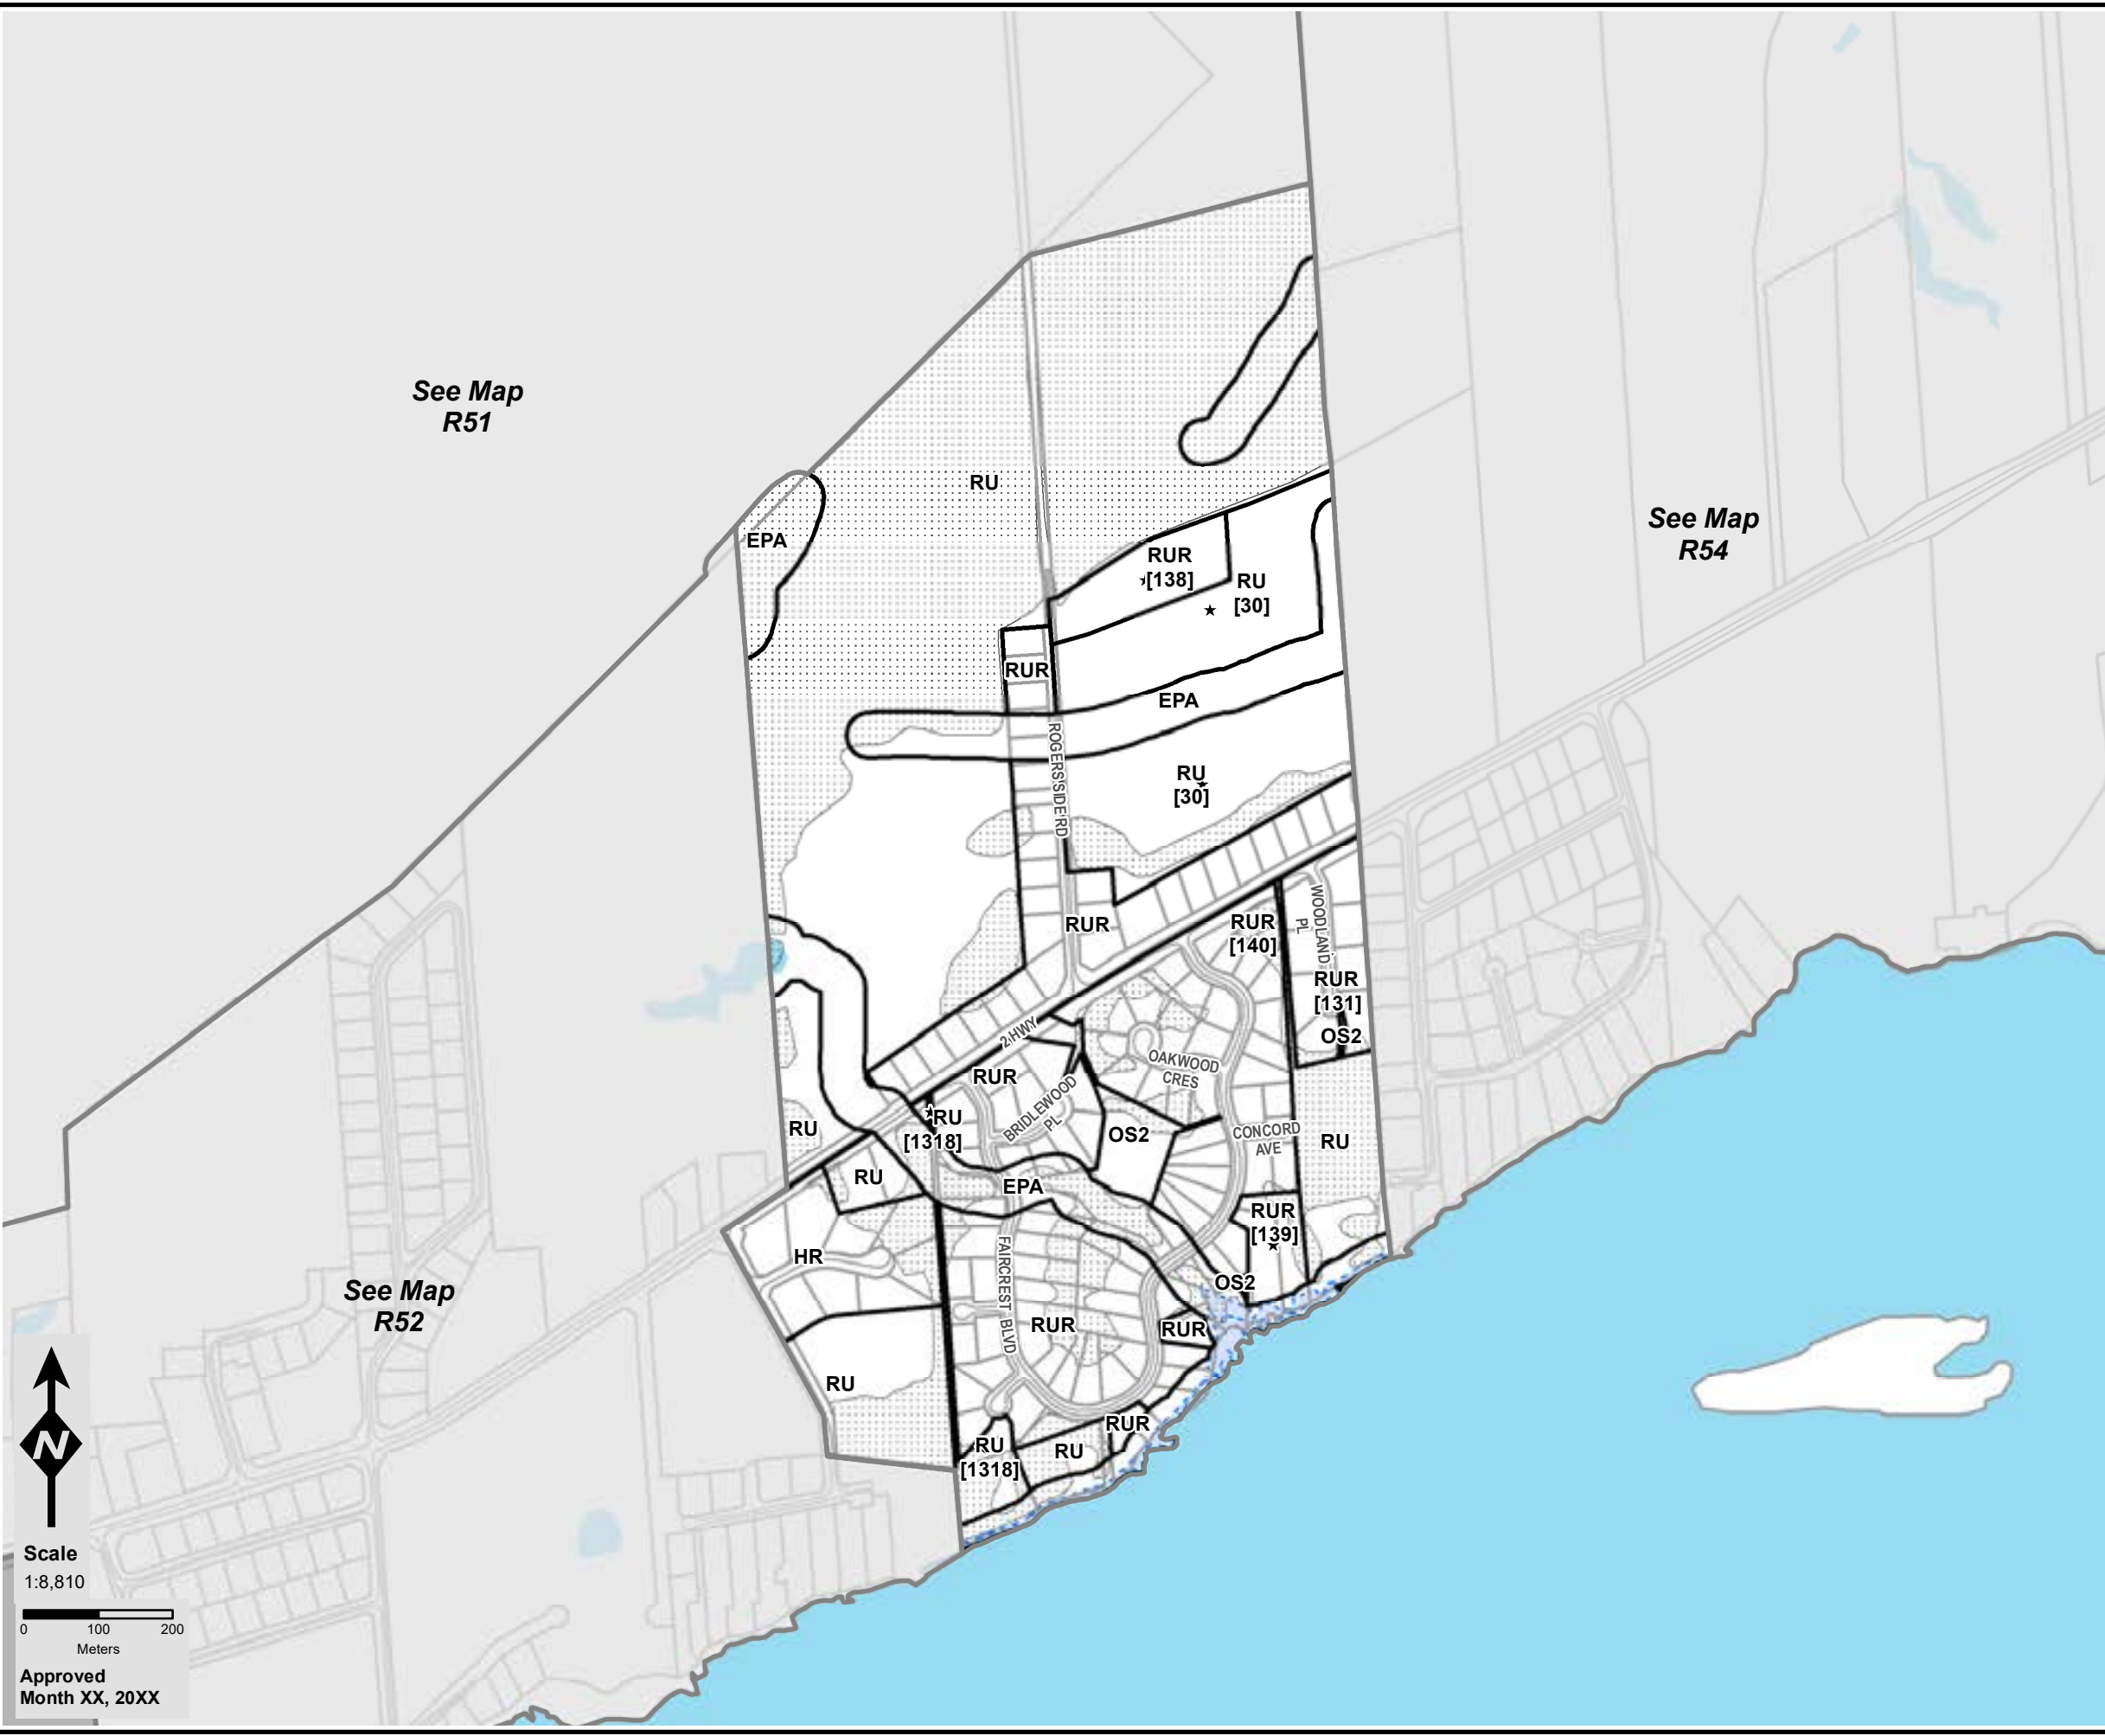 See Map
R51
RU
EPA
See Map
R54
RUR
[138]
RU
[30]
RUR
EPA
ROGERS SIDE RD
RU
[30]
WOODLAND
PL
RUR
RUR
[140]
RUR
[131]
OS2
2 HWY
OAKWOOD
CRES
RUR
BRIDLEWOOD
PL
RU
RU
[1318]
OS2
CONCORD
AVE
RU
RU
EPA
RUR
[139]
HR
FAIRCREST BLVD
OS2
See Map
R52
RUR
RUR
RU
RUR
RU
[1318]
RU
N
Scale
1:8,810
0 100 200
Meters
Approved
Month XX, 20XX